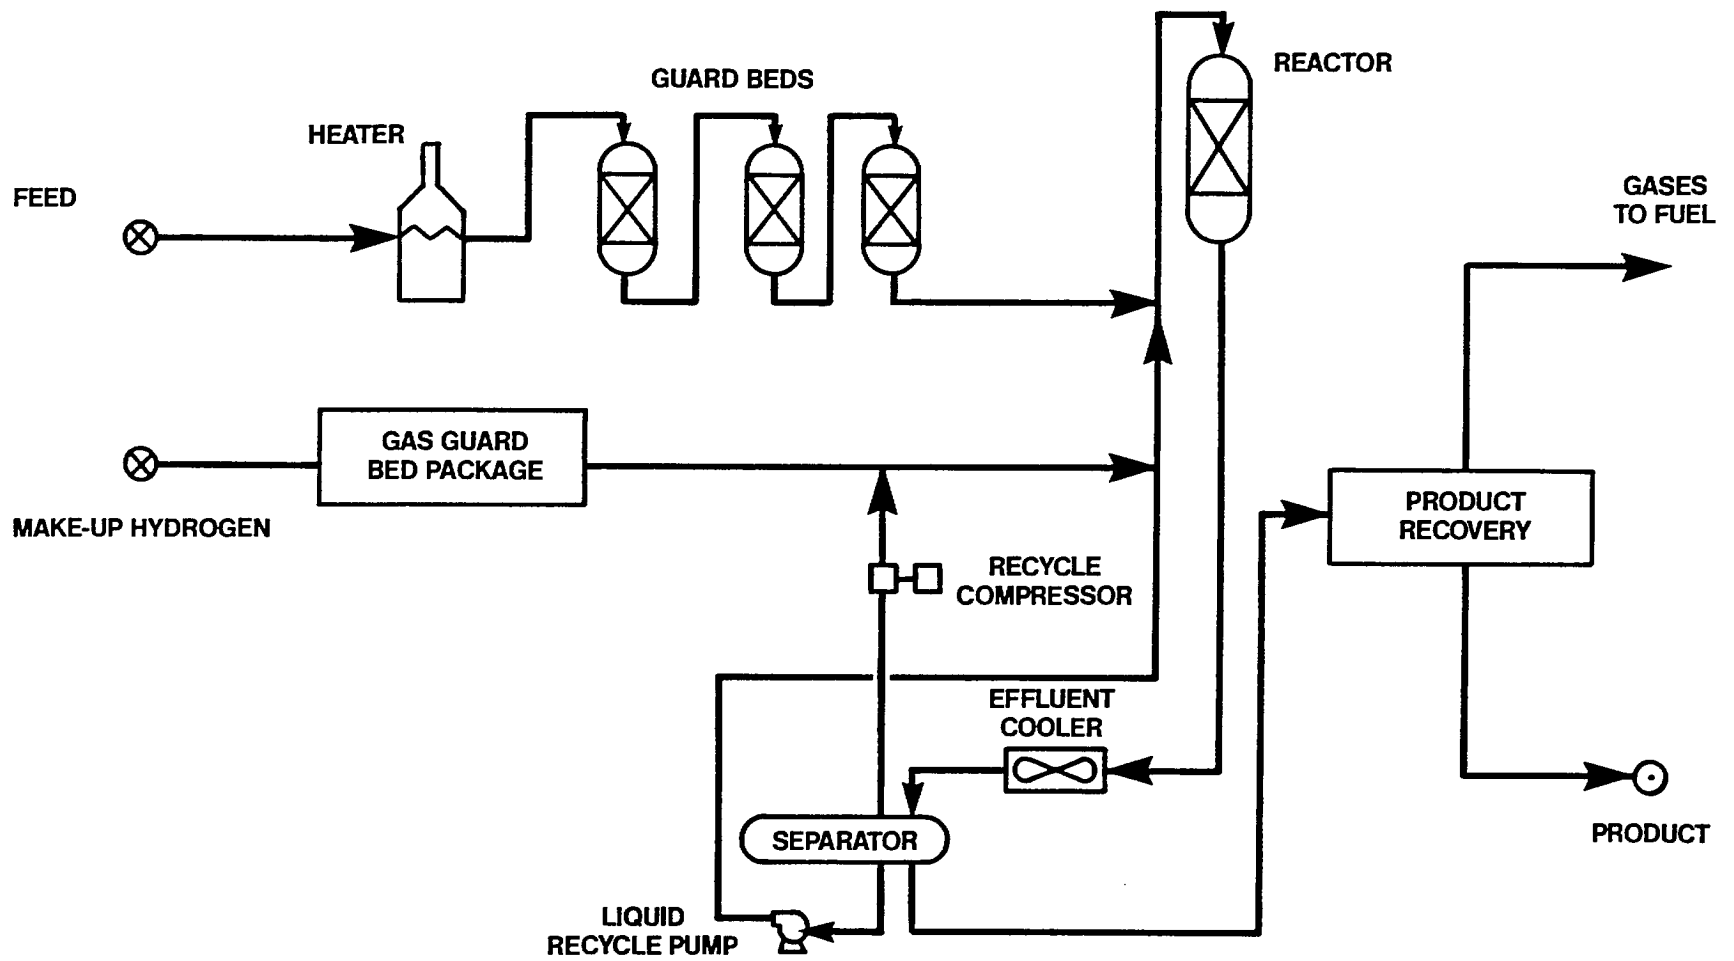 REACTOR
GUARD BEDS
HEATER
FEED
GASES
TO FUEL
GAS GUARD
BED PACKAGE
MAKE-UP HYDROGEN
PRODUCT
RECOVERY
RECYCLE
COMPRESSOR
EFFLUENT
COOLER
SEPARATOR
PRODUCT
LIQUID
RECYCLE PUMP